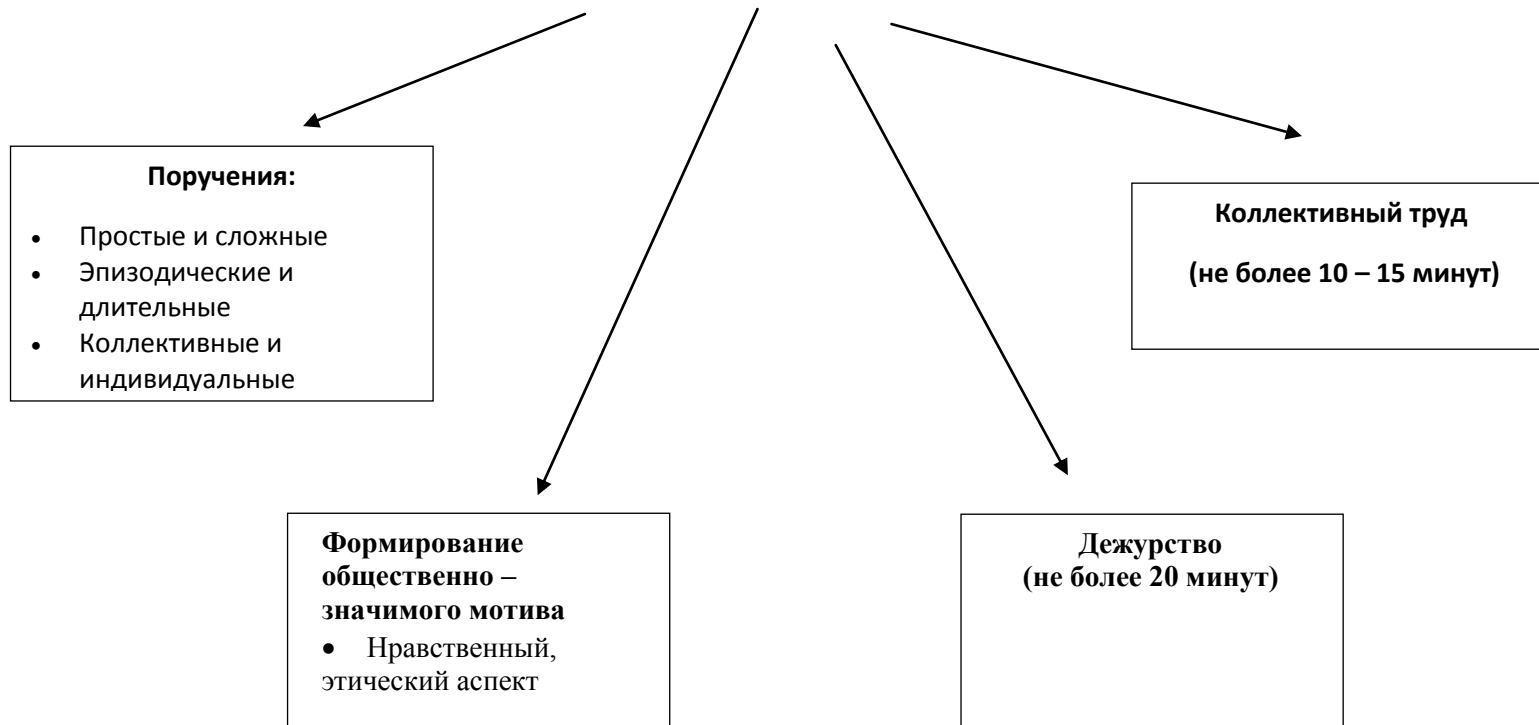 Поручения:
• Простые и сложные
• Эпизодические и
длительные
• Коллективные и
индивидуальные
Коллективный труд
(не более 10 – 15 минут)
Формирование
общественно –
значимого мотива
• Нравственный,
этический аспект
Дежурство
(не более 20 минут)